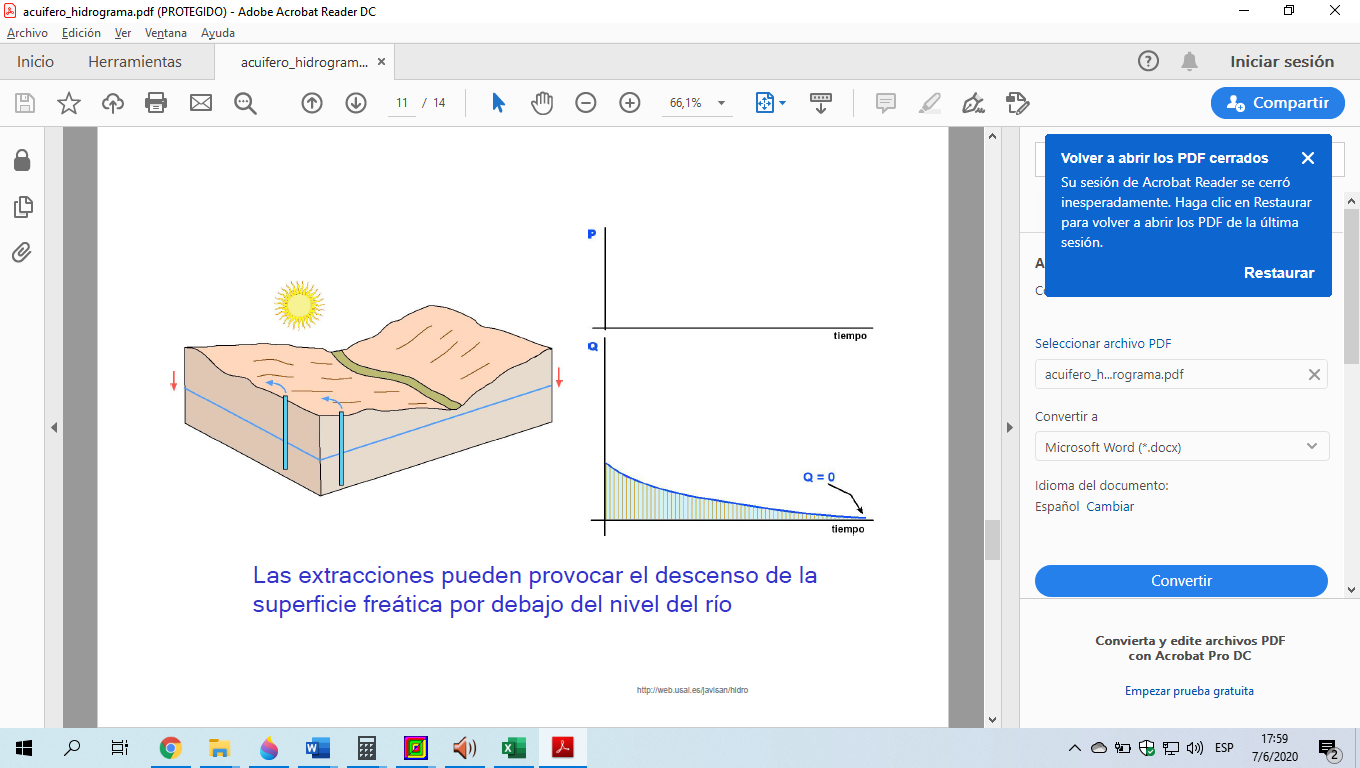 acuifero_hidrograma.pdf (PROTEGIDO) - Adobe Acrobat Reader DC
Archivo Edición Ver Ventana Ayuda
Inicio Herramientas acuifero_hidrogram... Iniciar sesión
11 / 14 66,1% Compartir
Volver a abrir los PDF cerrados
Su sesión de Acrobat Reader se cerró
inesperadamente. Haga clic en Restaurar
para volver a abrir los PDF de la última
sesión.
Restaurar
P
tiempo
Q
Q = 0
tiempo
Las extracciones pueden provocar el descenso de la
superficie freática por debajo del nivel del río
http://web.usal.es/javisan/hidro
Seleccionar archivo PDF
acuifero_h...rograma.pdf
Convertir a
Microsoft Word (*.docx)
Idioma del documento:
Español Cambiar
Convertir
Convierta y edite archivos PDF
con Acrobat Pro DC
Empezar prueba gratuita
ESP
17:59
7/6/2020
2